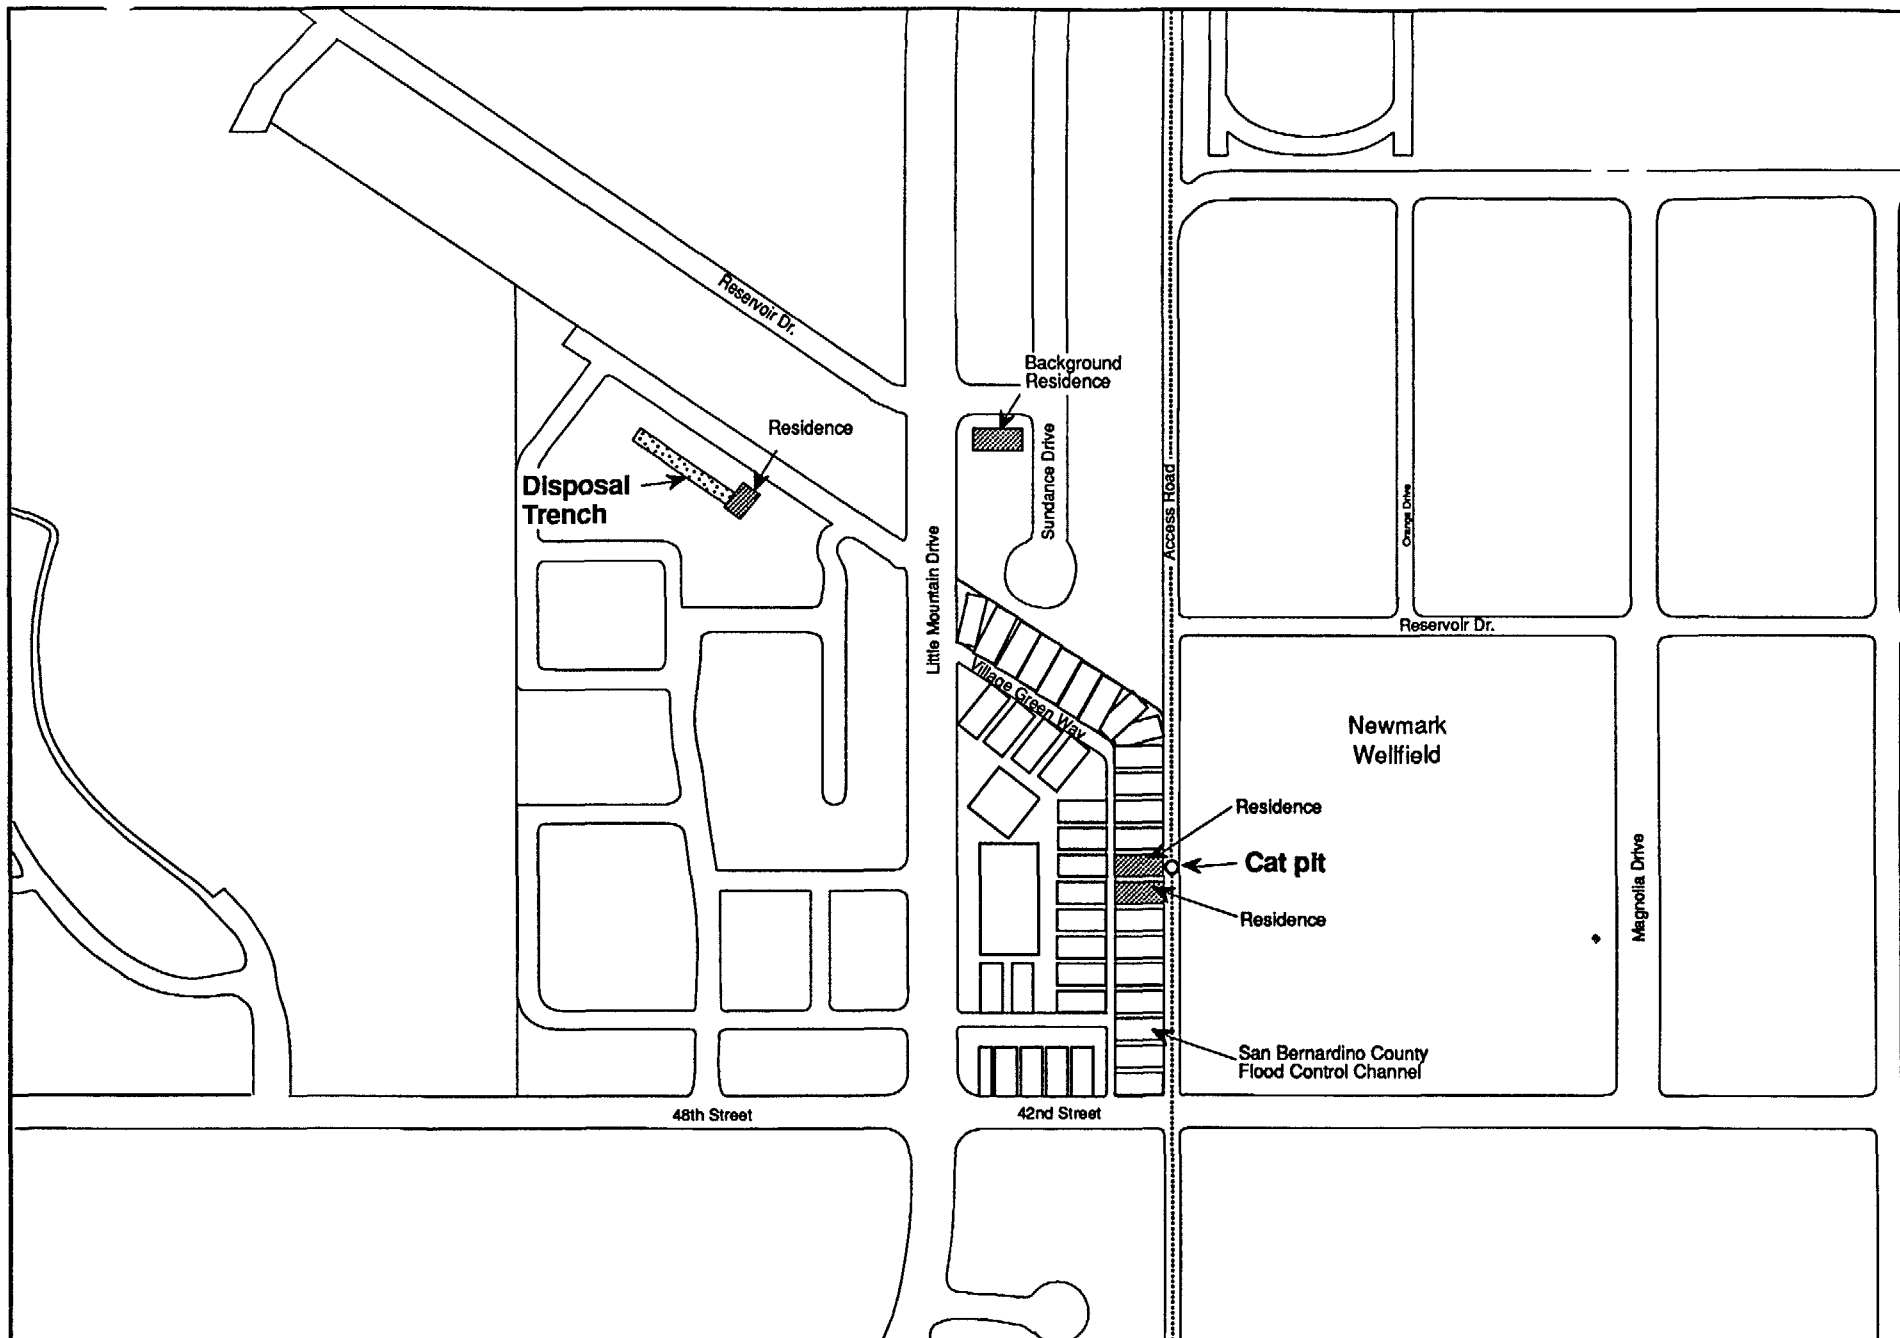 Reservoir Dr.
Background
Residence
Residence
Sundance Drive
Access Road
Orange Drive
Disposal
Trench
Little Mountain Drive
Reservoir Dr.
Village Green Way
Newmark
Wellfield
Residence
Cat pit
Magnolia Drive
Residence
San Bernardino County
Flood Control Channel
48th Street
42nd Street